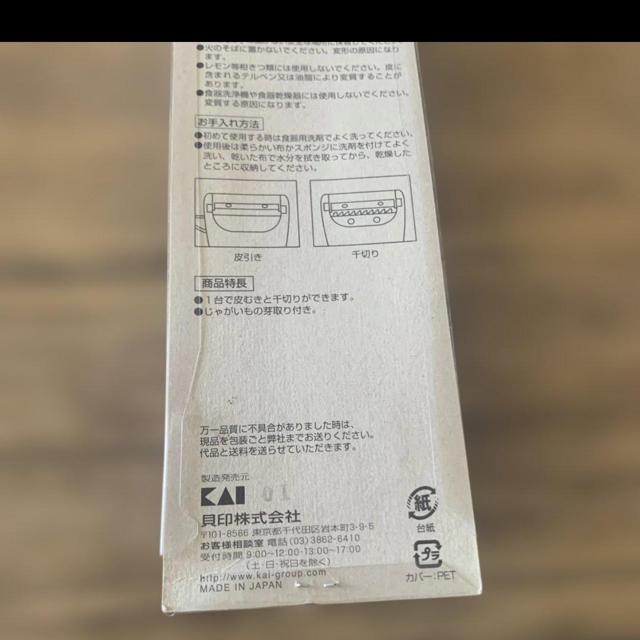 ●火のそばに置かないでください。変形の原因になり
ます。
●レモン等柑きつ類には使用しないでください。皮に
含まれるテルペン又は油脂により変質することが
あります。
●食器洗浄機や食器乾燥器には使用しないでください。
変質する原因になります。
お手入れ方法
●初めて使用する時は食器用洗剤でよく洗ってください。
●使用後は柔らかい布かスポンジに洗剤を付けてよく
洗い、乾いた布で水分を拭き取ってから、乾燥した
ところに収納してください。
皮引き
千切り
商品特長
●1台で皮むきと千切りができます。
●じゃがいもの芽取り付き。
万一品質に不具合がありました時は、
現品を包装ごと弊社までお送りください。
代品と送料を送らせていただきます。
製造発売元
KAI 01
貝印株式会社
〒101-8586 東京都千代田区岩本町3-9-5
お客様相談室 電話(03)3862-6410
受付時間 9:00~12:00・13:00~17:00
(土・日・祝日を除く)
http://www.kai-group.com
MADE IN JAPAN
紙
台紙
プラ
カバー:PET